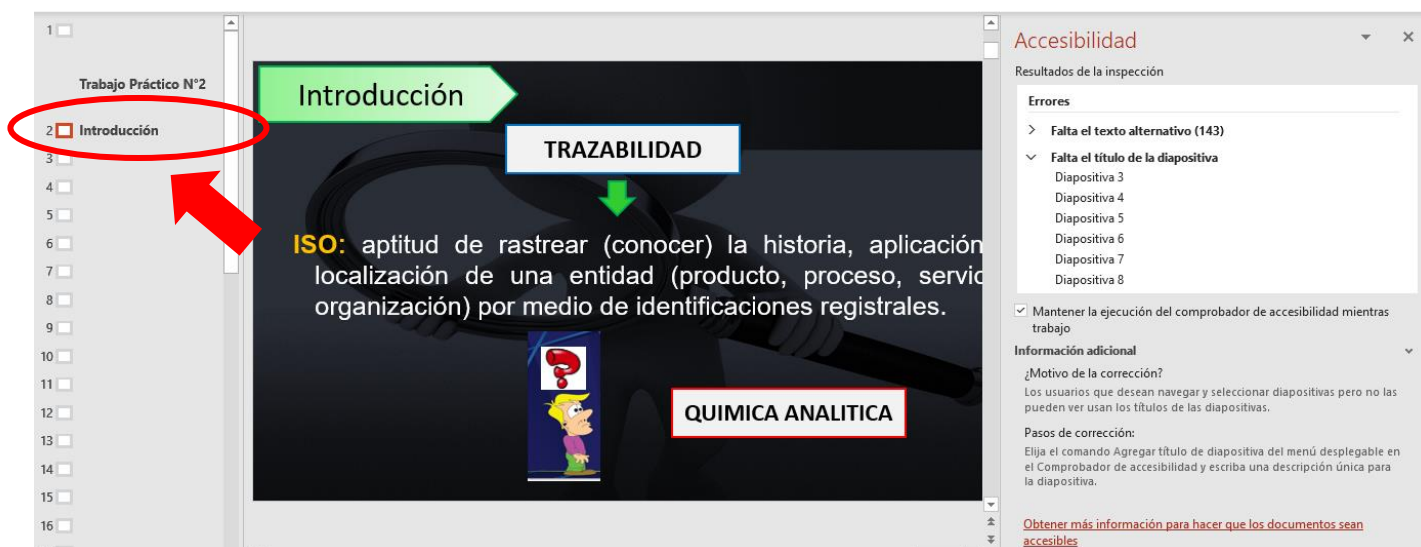 1
Trabajo Práctico N°2
2 Introducción
3
4
5
6
7
8
9
10
11
12
13
14
15
16
Introducción
TRAZABILIDAD
ISO: aptitud de rastrear (conocer) la historia, aplicación
localización de una entidad (producto, proceso, servic
organización) por medio de identificaciones registrales.
?
QUIMICA ANALITICA
Accesibilidad
Resultados de la inspección
Errores
Falta el texto alternativo (143)
Falta el título de la diapositiva
Diapositiva 3
Diapositiva 4
Diapositiva 5
Diapositiva 6
Diapositiva 7
Diapositiva 8
Mantener la ejecución del comprobador de accesibilidad mientras
trabajo
Información adicional
¿Motivo de la corrección?
Los usuarios que desean navegar y seleccionar diapositivas pero no las
pueden ver usan los títulos de las diapositivas.
Pasos de corrección:
Elija el comando Agregar título de diapositiva del menú desplegable en
el Comprobador de accesibilidad y escriba una descripción única para
la diapositiva.
Obtener más información para hacer que los documentos sean
accesibles